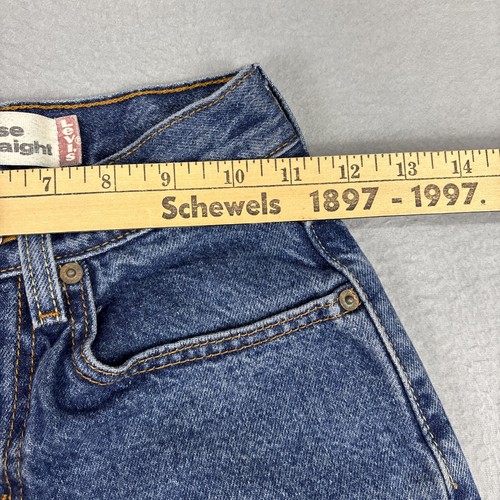 se
aight
Levi's
7 8 9 10 11 12 13 14
Schewels 1897 - 1997.